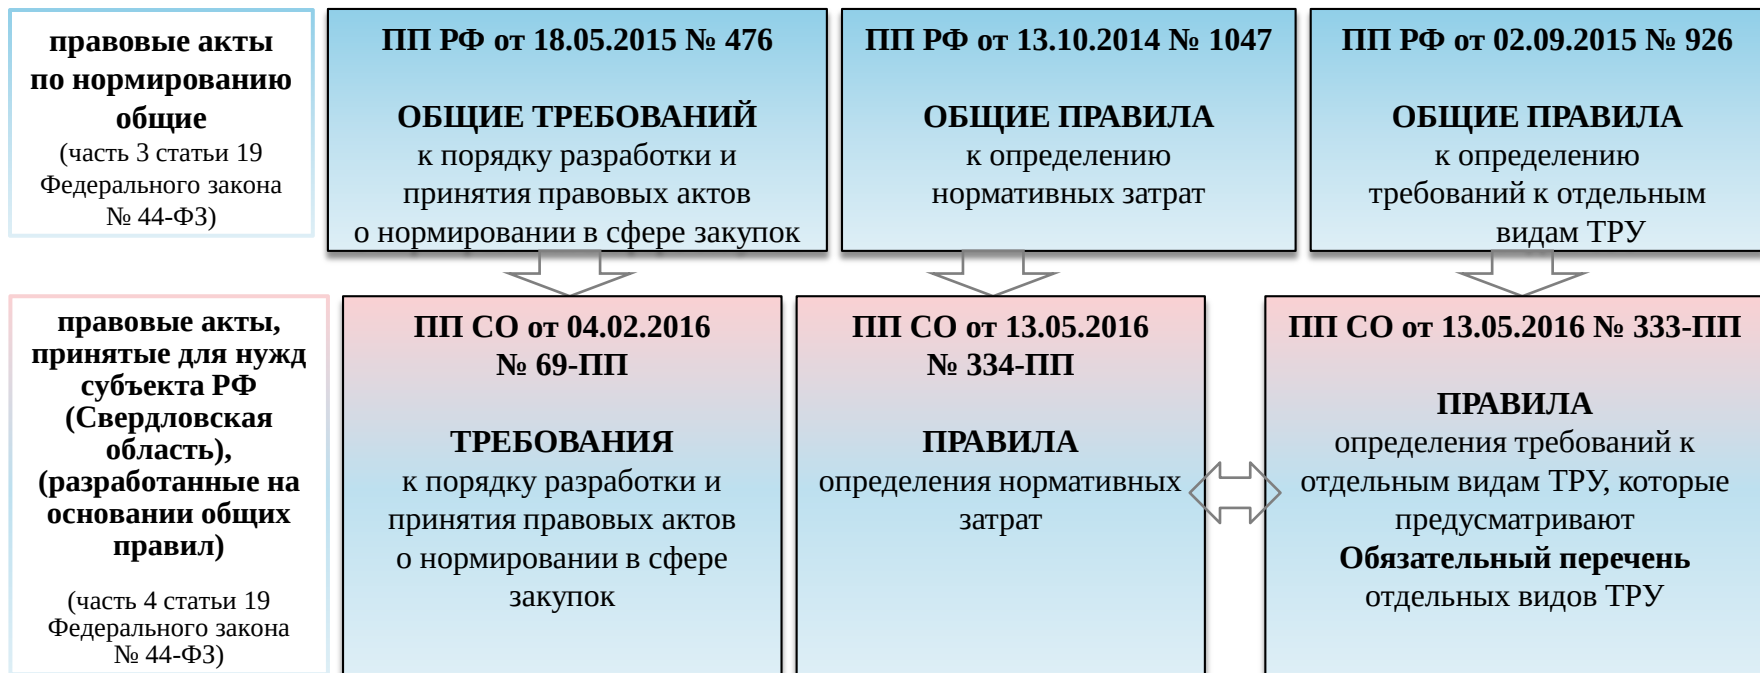 правовые акты
по нормированию
общие
(часть 3 статьи 19
Федерального закона
№ 44-ФЗ)
ПП РФ от 18.05.2015 № 476
ОБЩИЕ ТРЕБОВАНИЙ
к порядку разработки и
принятия правовых актов
о нормировании в сфере закупок
ПП РФ от 13.10.2014 № 1047
ОБЩИЕ ПРАВИЛА
к определению
нормативных затрат
ПП РФ от 02.09.2015 № 926
ОБЩИЕ ПРАВИЛА
к определению
требований к отдельным
видам ТРУ
правовые акты,
принятые для нужд
субъекта РФ
(Свердловская
область),
(разработанные на
основании общих
правил)
(часть 4 статьи 19
Федерального закона
№ 44-ФЗ)
ПП СО от 04.02.2016
№ 69-ПП
ТРЕБОВАНИЯ
к порядку разработки и
принятия правовых актов
о нормировании в сфере
закупок
ПП СО от 13.05.2016
№ 334-ПП
ПРАВИЛА
определения нормативных
затрат
ПП СО от 13.05.2016 № 333-ПП
ПРАВИЛА
определения требований к
отдельным видам ТРУ, которые
предусматривают
Обязательный перечень
отдельных видов ТРУ